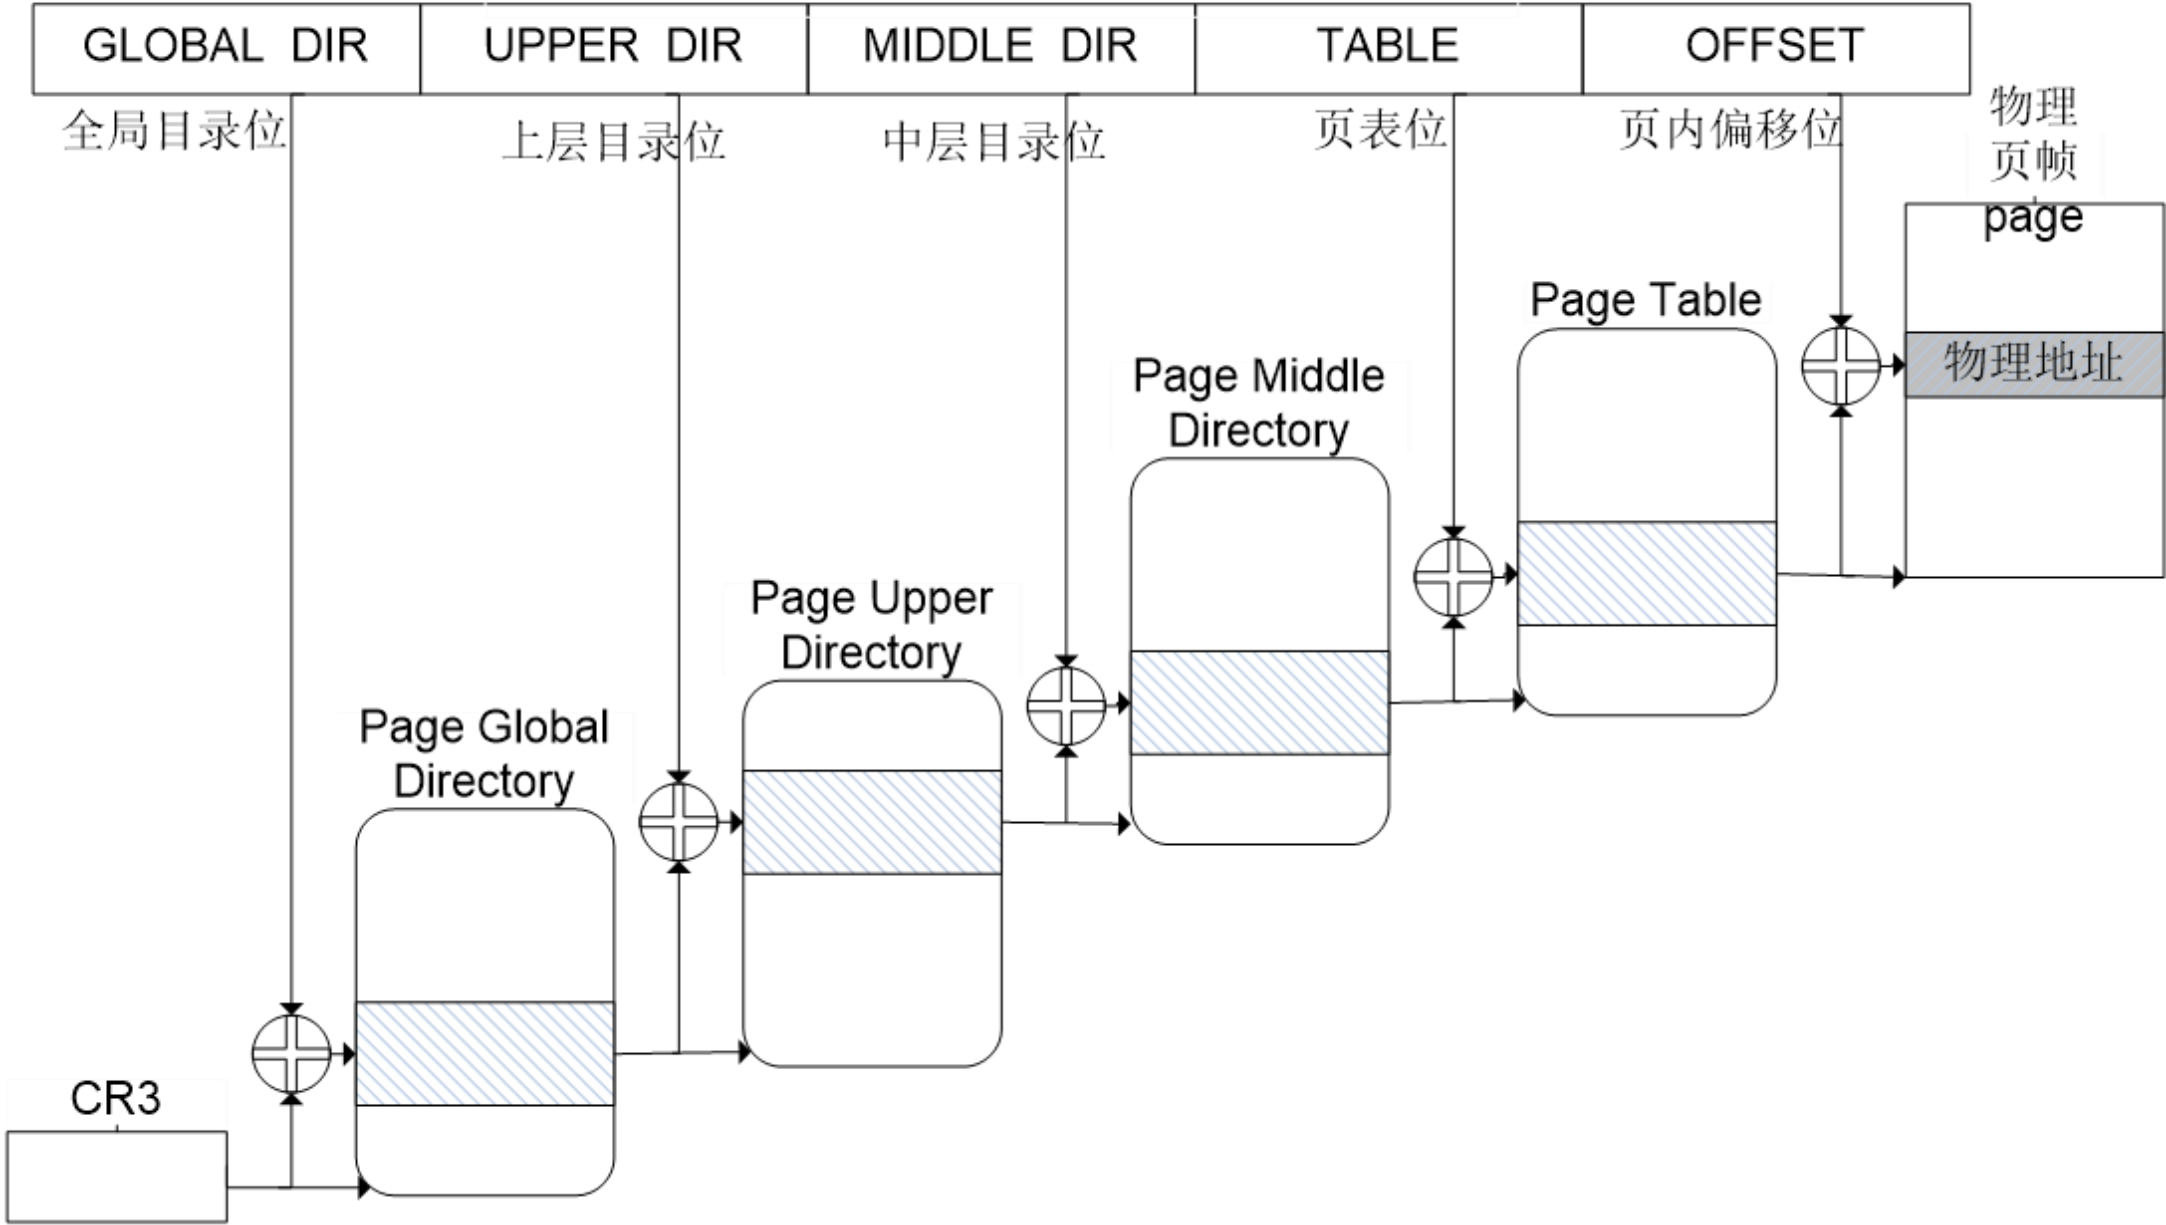 GLOBAL DIR
UPPER DIR
MIDDLE DIR
TABLE
OFFSET
全局目录位
上层目录位
中层目录位
页表位
页内偏移位
物理
页帧
page
物理地址
Page Table
Page Middle
Directory
Page Upper
Directory
Page Global
Directory
CR3